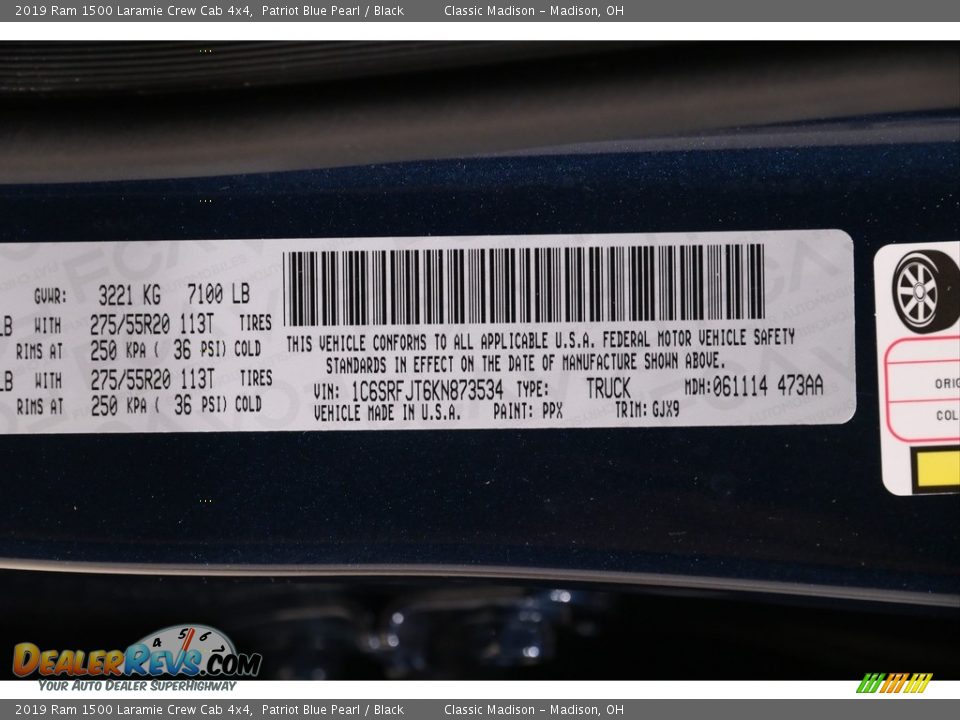 2019 Ram 1500 Laramie Crew Cab 4x4,  Patriot Blue Pearl / Black  Classic Madison – Madison, OH
GVWR: 3221 KG 7100 LB
LB WITH 275/55R20 113T TIRES
RIMS AT 250 KPA ( 36 PSI) COLD
LB WITH 275/55R20 113T TIRES
RIMS AT 250 KPA ( 36 PSI) COLD
THIS VEHICLE CONFORMS TO ALL APPLICABLE U.S.A. FEDERAL MOTOR VEHICLE SAFETY
STANDARDS IN EFFECT ON THE DATE OF MANUFACTURE SHOWN ABOVE.
VIN: 1C6SRFJT6KN873534 TYPE: TRUCK MDH:061114 473AA
VEHICLE MADE IN U.S.A. PAINT: PPX TRIM: GJX9
ORIG
COL
4 5 6
DealerRevs.com
Your Auto Dealer SuperHighway
2019 Ram 1500 Laramie Crew Cab 4x4,  Patriot Blue Pearl / Black  Classic Madison – Madison, OH